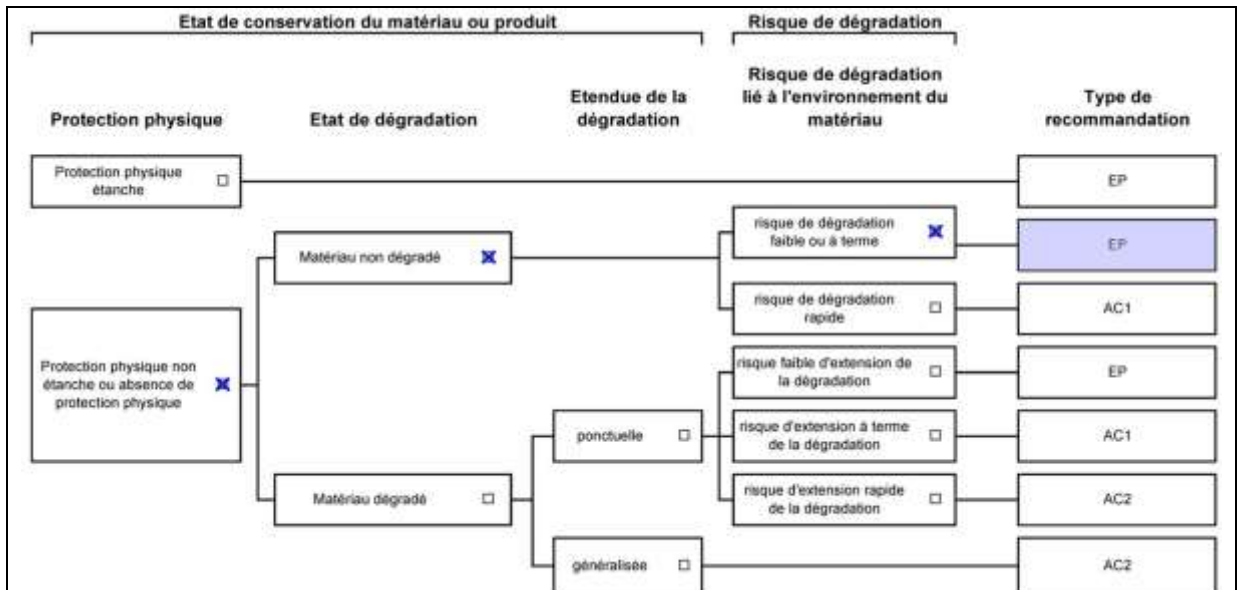 Etat de conservation du matériau ou produit
Risque de dégradation
Protection physique
Etat de dégradation
Etendue de la
dégradation
Risque de dégradation
lié à l'environnement du
matériau
Type de
recommandation
Protection physique
étanche
EP
Protection physique non
étanche ou absence de
protection physique
Matériau non dégradé
risque de dégradation
faible ou à terme
EP
risque de dégradation
rapide
AC1
Matériau dégradé
ponctuelle
risque faible d'extension de
la dégradation
EP
risque d'extension à terme
de la dégradation
AC1
risque d'extension rapide
de la dégradation
AC2
généralisée
AC2